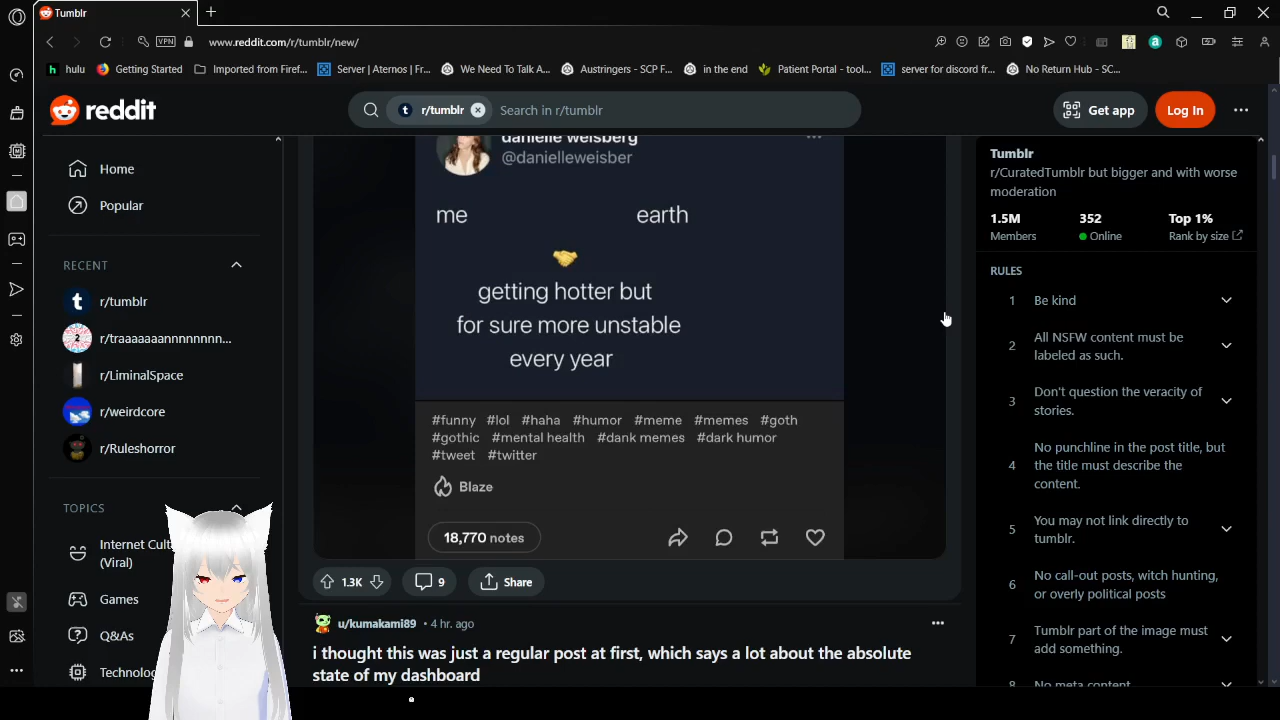 Tumblr
VPN
www.reddit.com/r/tumblr/new/
hulu
Getting Started
Imported from Firef...
Server | Aternos | Fr...
We Need To Talk A...
Austringers - SCP F...
in the end
Patient Portal - tool...
server for discord fr...
No Return Hub - SC...
reddit
r/tumblr
Search in r/tumblr
Get app
Log In
Home
Popular
RECENT
r/tumblr
r/traaaaaaannnnnnnn...
r/LiminalSpace
r/weirdcore
r/Ruleshorror
TOPICS
Internet Cult
(Viral)
Games
Q&As
Technolog
danielle weisberg
@danielleweisber
me earth
getting hotter but
for sure more unstable
every year
#funny #lol #haha #humor #meme #memes #goth
#gothic #mental health #dank memes #dark humor
#tweet #twitter
Blaze
18,770 notes
1.3K
9
Share
u/kumakami89 • 4 hr. ago
i thought this was just a regular post at first, which says a lot about the absolute
state of my dashboard
Tumblr
r/CuratedTumblr but bigger and with worse
moderation
1.5M 352 Top 1%
Members Online Rank by size
RULES
1 Be kind
2 All NSFW content must be
labeled as such.
3 Don't question the veracity of
stories.
4 No punchline in the post title, but
the title must describe the
content.
5 You may not link directly to
tumblr.
6 No call-out posts, witch hunting,
or overly political posts
7 Tumblr part of the image must
add something.
8 No meta content